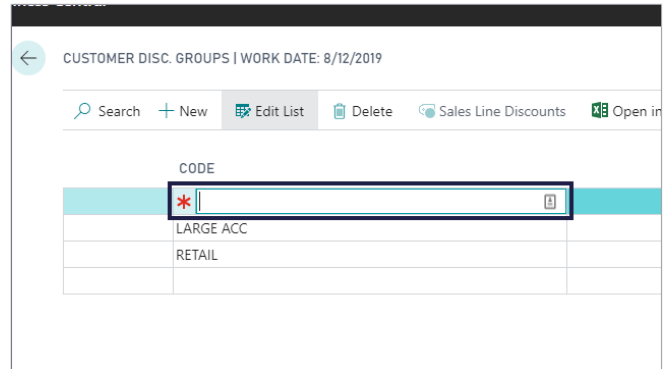 CUSTOMER DISC. GROUPS | WORK DATE: 8/12/2019
Search + New Edit List Delete Sales Line Discounts Open in
CODE
LARGE ACC
RETAIL